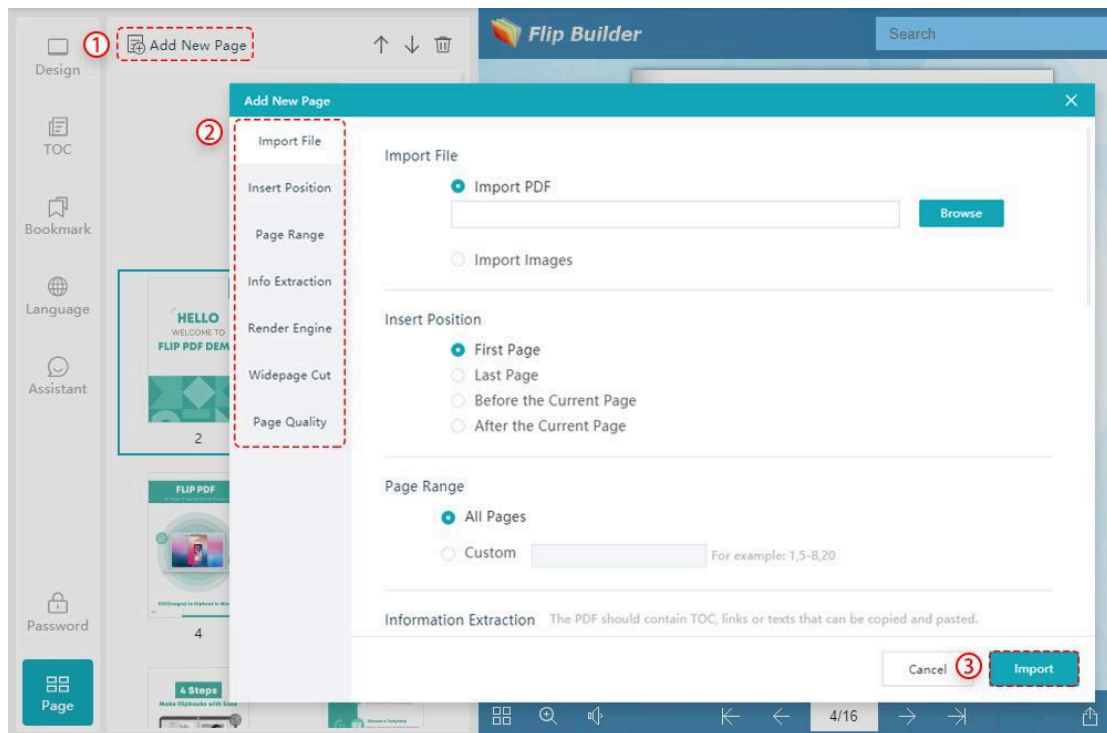 Design
TOC
Bookmark
Language
Assistant
Password
Page
① Add New Page
HELLO
WELCOME TO
FLIP PDF DEM
2
FLIP PDF
4
4 Steps
Make Flipbooks with Ease
Flip Builder
Search
Add New Page
②
Import File
Insert Position
Page Range
Info Extraction
Render Engine
Widepage Cut
Page Quality
Import File
Import PDF
Browse
Import Images
Insert Position
First Page
Last Page
Before the Current Page
After the Current Page
Page Range
All Pages
Custom For example: 1,5-8,20
Information Extraction The PDF should contain TOC, links or texts that can be copied and pasted.
Cancel ③ Import
4/16